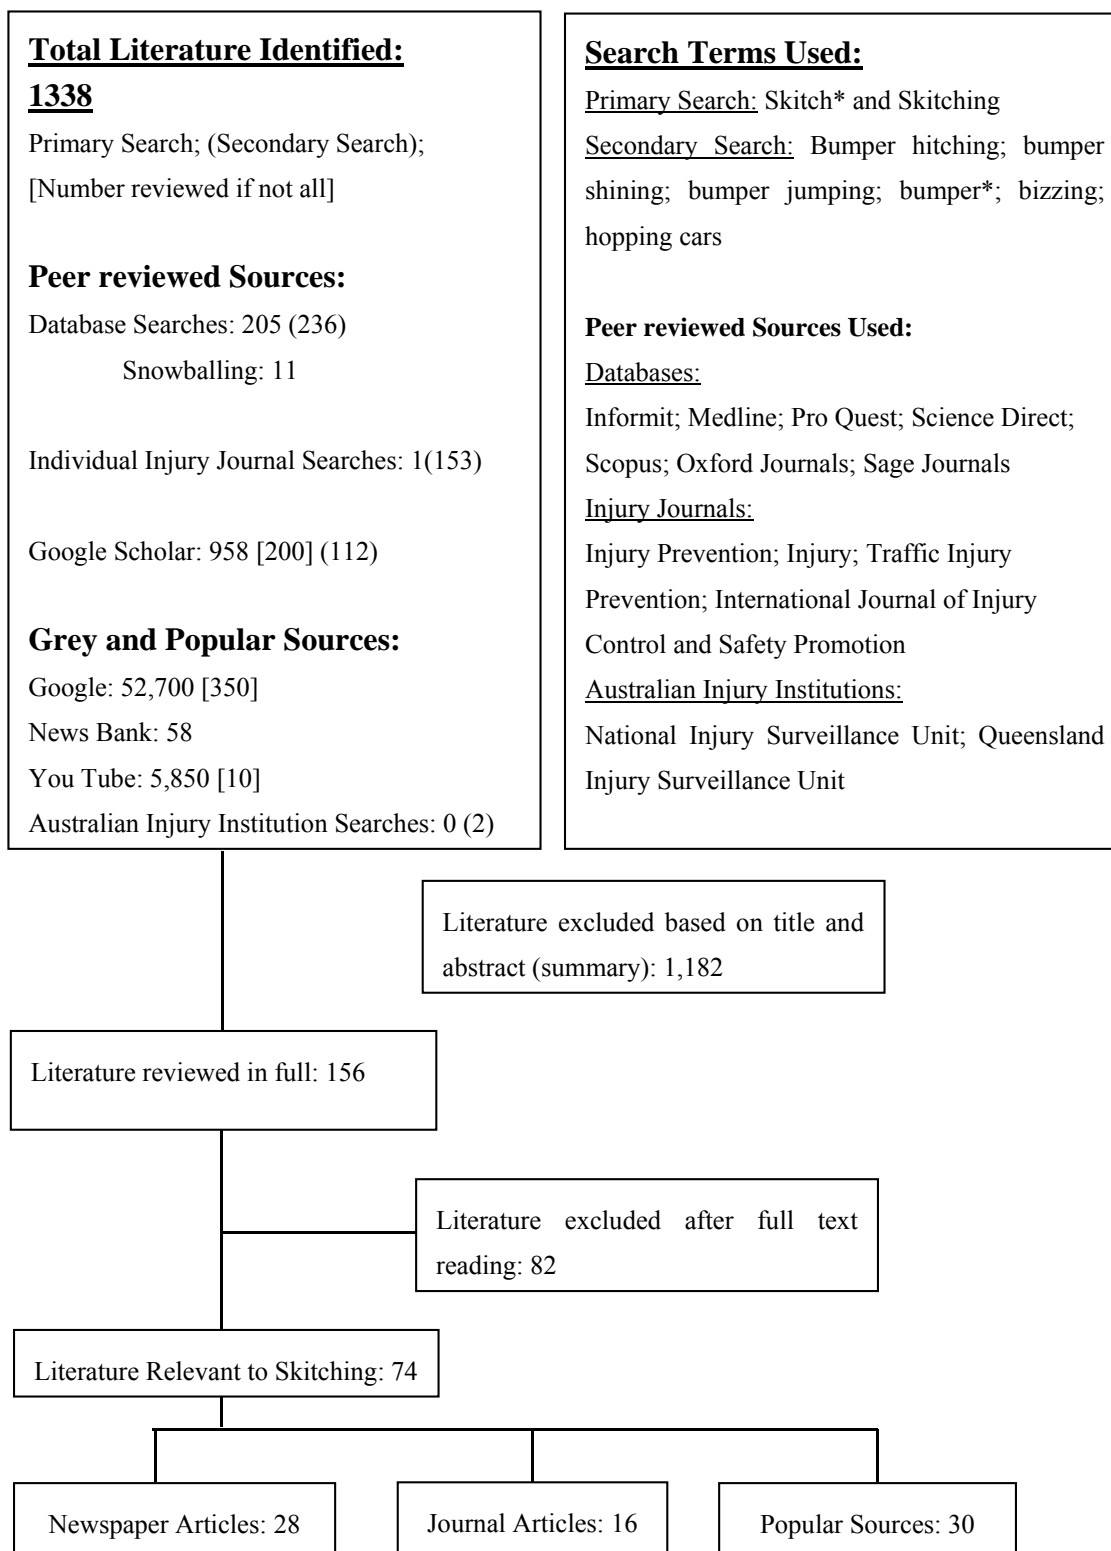 Total Literature Identified:
1338
Primary Search; (Secondary Search);
[Number reviewed if not all]
Peer reviewed Sources:
Database Searches: 205 (236)
Snowballing: 11
Individual Injury Journal Searches: 1(153)
Google Scholar: 958 [200] (112)
Grey and Popular Sources:
Google: 52,700 [350]
News Bank: 58
You Tube: 5,850 [10]
Australian Injury Institution Searches: 0 (2)
Search Terms Used:
Primary Search: Skitch* and Skitching
Secondary Search: Bumper hitching; bumper
shining; bumper jumping; bumper*; bizzing;
hopping cars
Peer reviewed Sources Used:
Databases:
Informit; Medline; Pro Quest; Science Direct;
Scopus; Oxford Journals; Sage Journals
Injury Journals:
Injury Prevention; Injury; Traffic Injury
Prevention; International Journal of Injury
Control and Safety Promotion
Australian Injury Institutions:
National Injury Surveillance Unit; Queensland
Injury Surveillance Unit
Literature excluded based on title and
abstract (summary): 1,182
Literature reviewed in full: 156
Literature excluded after full text
reading: 82
Literature Relevant to Skitching: 74
Newspaper Articles: 28
Journal Articles: 16
Popular Sources: 30